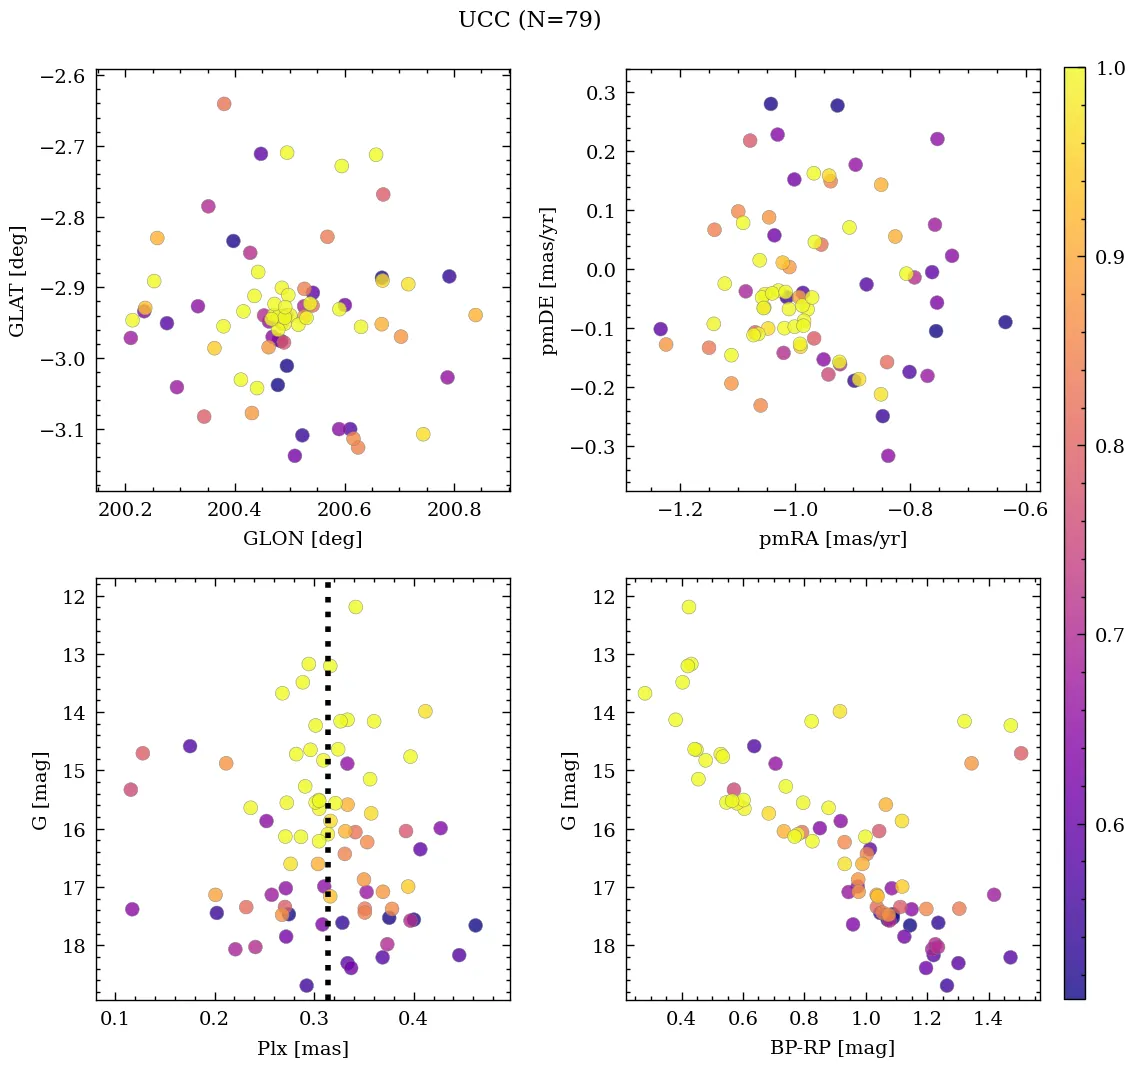 UCC (N=79)
−2.6
−2.7
−2.8
−2.9
−3.0
−3.1
GLAT [deg]
200.2 200.4 200.6 200.8
GLON [deg]
0.3
0.2
0.1
0.0
−0.1
−0.2
−0.3
pmDE [mas/yr]
−1.2 −1.0 −0.8 −0.6
pmRA [mas/yr]
1.0
0.9
0.8
0.7
0.6
12
13
14
15
16
17
18
G [mag]
0.1 0.2 0.3 0.4
Plx [mas]
12
13
14
15
16
17
18
G [mag]
0.4 0.6 0.8 1.0 1.2 1.4
BP-RP [mag]